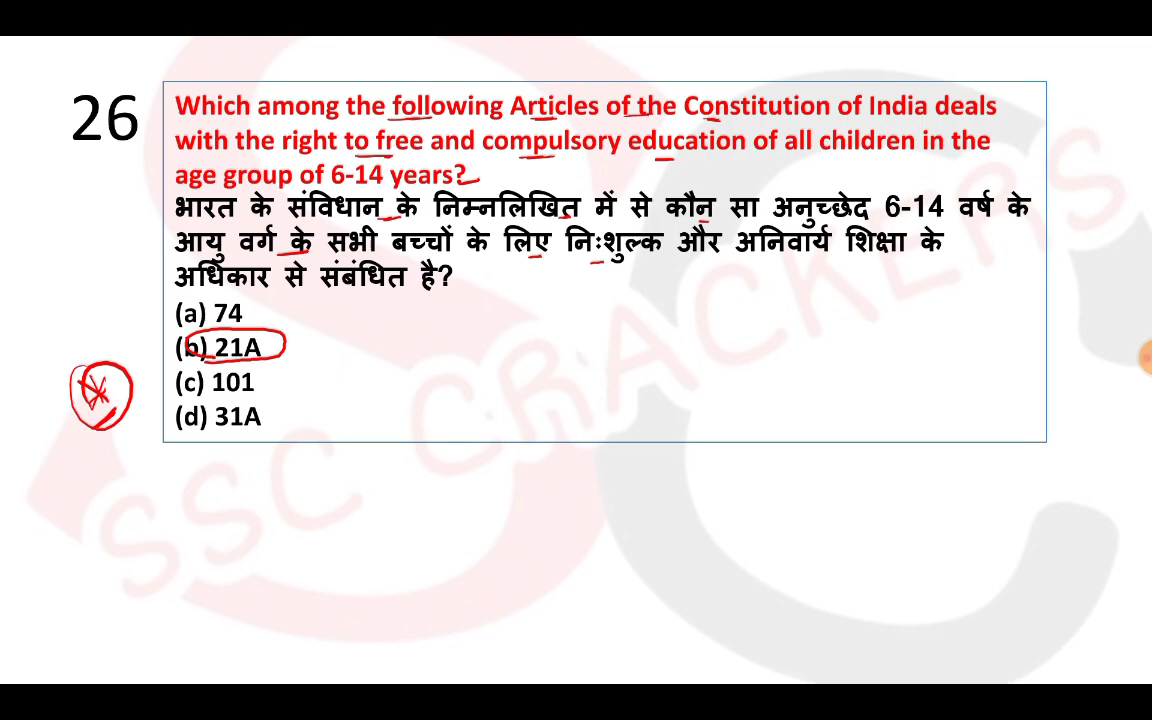 26
Which among the following Articles of the Constitution of India deals
with the right to free and compulsory education of all children in the
age group of 6-14 years?
भारत के संविधान के निम्नलिखित में से कौन सा अनुच्छेद 6-14 वर्ष के
आयु वर्ग के सभी बच्चों के लिए निःशुल्क और अनिवार्य शिक्षा के
अधिकार से संबंधित है?
(a) 74
(b) 21A
(c) 101
(d) 31A
SSC CRACKERS